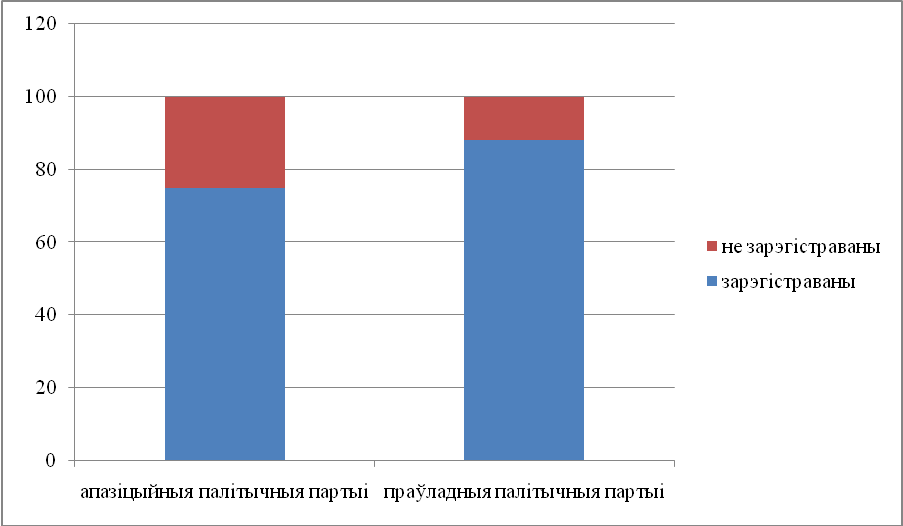 120
100
80
60
40
20
0
не зарэгістраваны
зарэгістраваны
апазіцыйныя палітычныя партыі
праўладныя палітычныя партыі